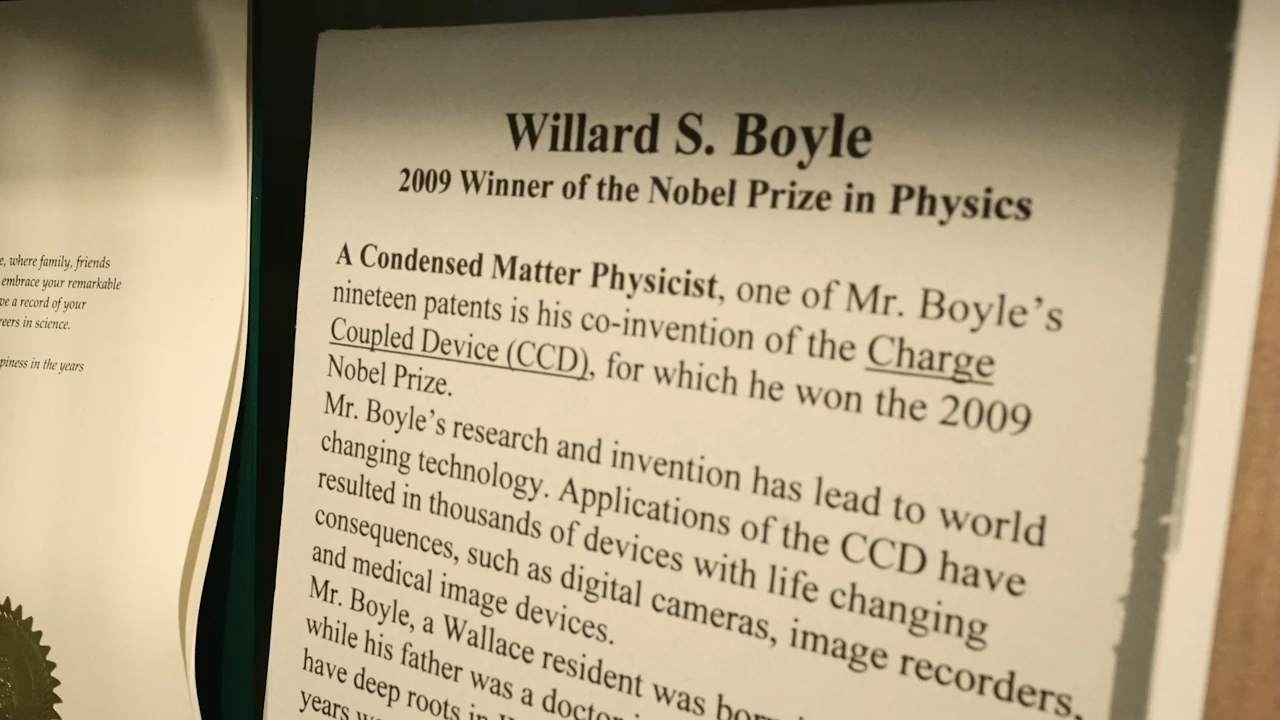 where family, friends
embrace your remarkable
a record of your
in science.
in the years
Willard S. Boyle
2009 Winner of the Nobel Prize in Physics
A Condensed Matter Physicist, one of Mr. Boyle's
nineteen patents is his co-invention of the Charge
Coupled Device (CCD), for which he won the 2009
Nobel Prize.
Mr. Boyle's research and invention has lead to world
changing technology. Applications of the CCD have
resulted in thousands of devices with life changing
consequences, such as digital cameras, image recorders,
and medical image devices.
Mr. Boyle, a Wallace resident was born
while his father was a doctor
have deep roots in
years